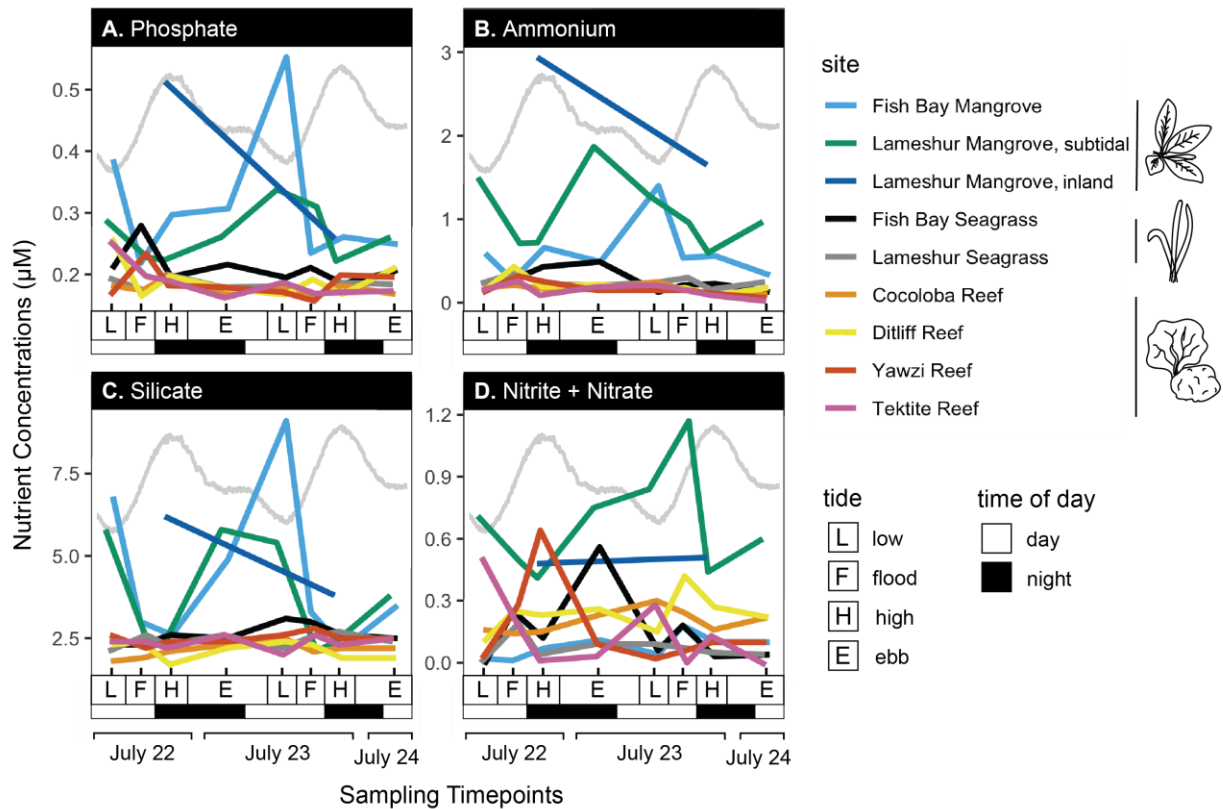 A. Phosphate
B. Ammonium
0.5
0.4
0.3
0.2
3
2
1
0
L F H E L F H E
L F H E L F H E
C. Silicate
D. Nitrite + Nitrate
7.5
5.0
2.5
1.2
0.9
0.6
0.3
0.0
L F H E L F H E
L F H E L F H E
July 22
July 23
July 24
July 22
July 23
July 24
Nutrient Concentrations (μM)
Sampling Timepoints
site
Fish Bay Mangrove
Lameshur Mangrove, subtidal
Lameshur Mangrove, inland
Fish Bay Seagrass
Lameshur Seagrass
Cocoloba Reef
Ditliff Reef
Yawzi Reef
Tektite Reef
tide
L low
F flood
H high
E ebb
time of day
day
night